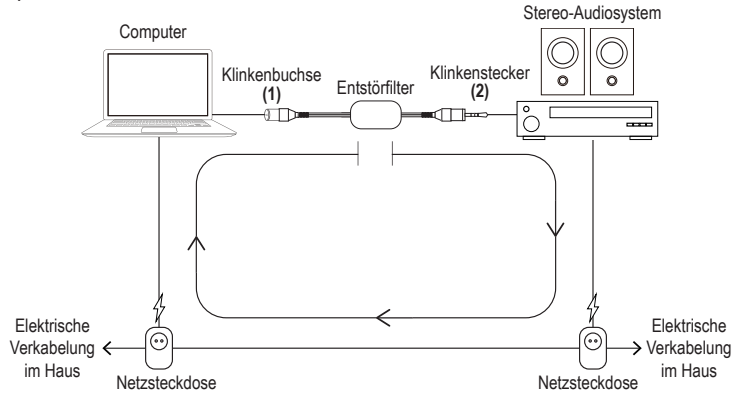 Stereo-Audiosystem
Computer
Klinkenbuchse
(1)
Entstörfilter
Klinkenstecker
(2)
Elektrische
Verkabelung
im Haus
Netzsteckdose
Netzsteckdose
Elektrische
Verkabelung
im Haus